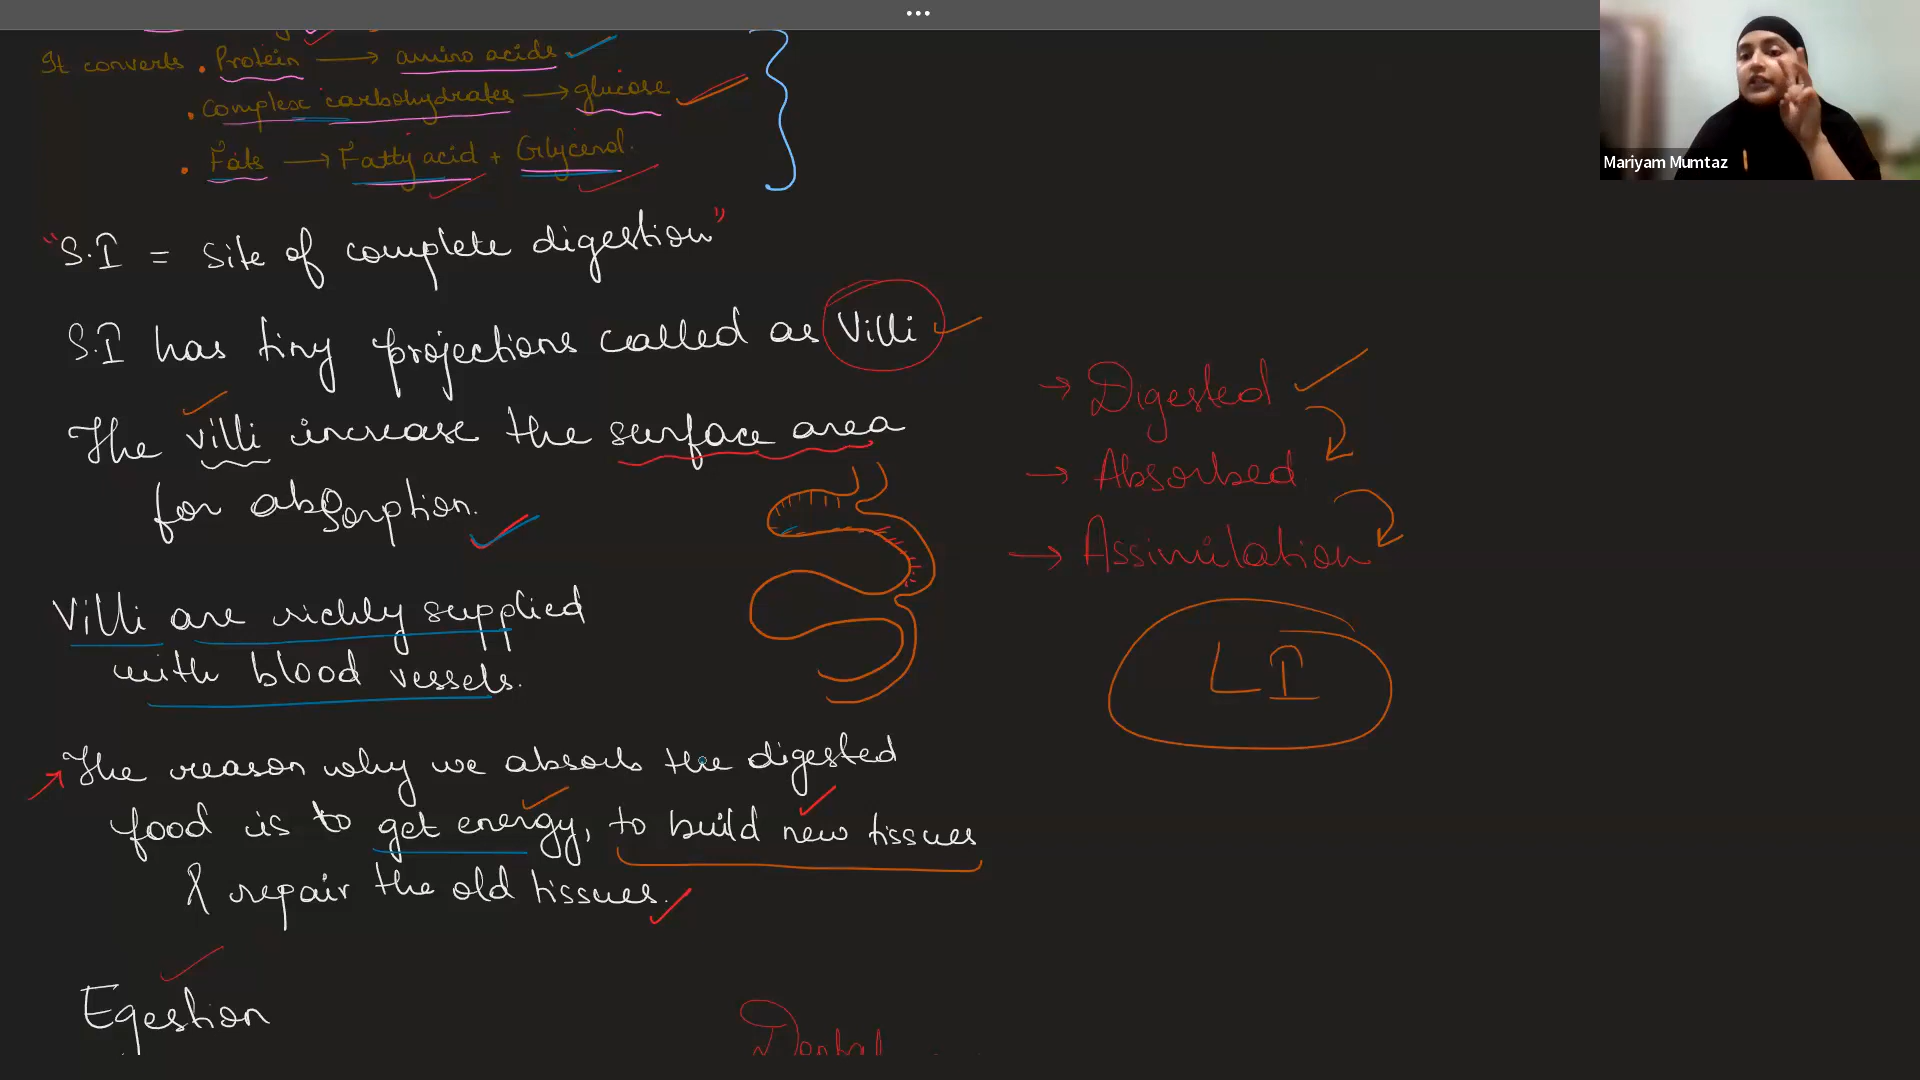 It converts . Protein → amino acids
. complex carbohydrates → glucose
. Fats → Fatty acid + Glycerol.
"S.I = site of complete digestion"
S.I has tiny projections called as Villi
The villi increase the surface area
for absorption.
Villi are richly supplied
with blood vessels.
→ The reason why we absorb the digested
food is to get energy, to build new tissues
& repair the old tissues.
Egestion
→ Digested
→ Absorbed
→ Assimilation
LI
Mariyam Mumtaz